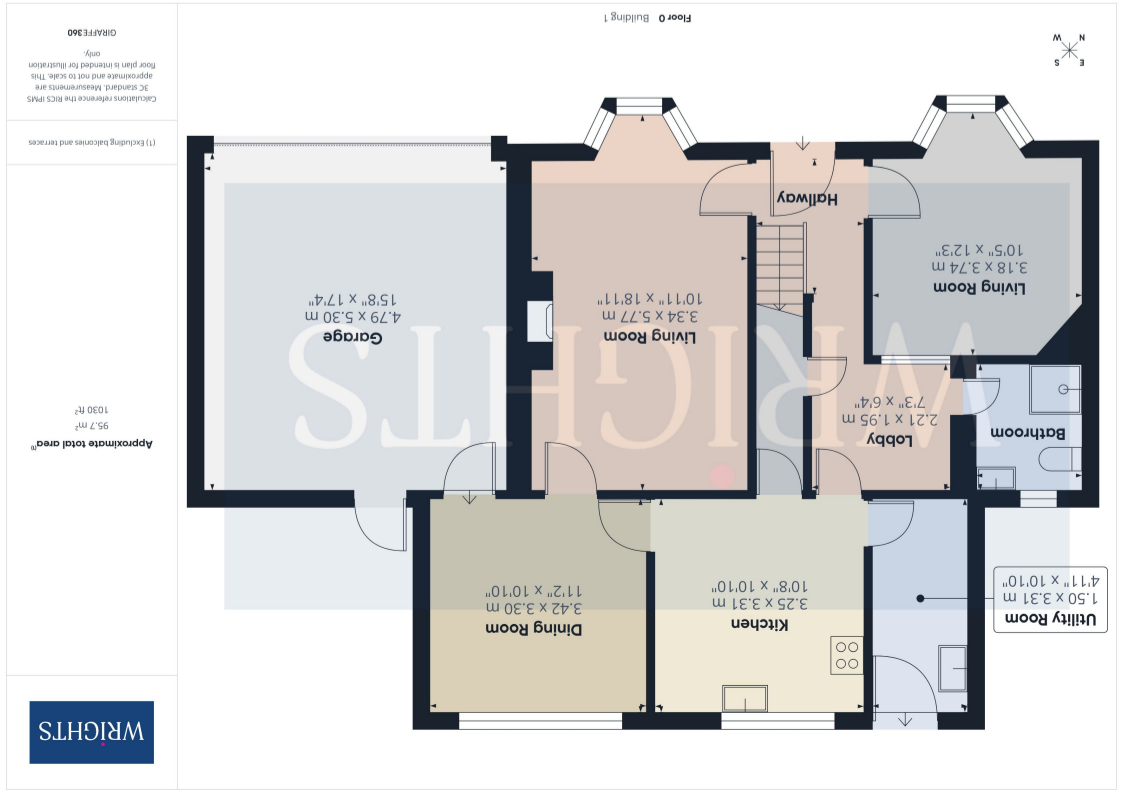 WRIGHTS
Utility Room
1.50 x 3.31 m
4'11" x 10'10"
Kitchen
3.25 x 3.31 m
10'8" x 10'10"
Dining Room
3.42 x 3.30 m
11'2" x 10'10"
Bathroom
Lobby
2.21 x 1.95 m
7'3" x 6'4"
WRIGHTS
Living Room
3.18 x 3.74 m
10'5" x 12'3"
Living Room
3.34 x 5.77 m
10'11" x 18'11"
Garage
4.79 x 5.30 m
15'8" x 17'4"
Hallway
E S
N W
Floor 0 Building 1
Approximate total area(1)
95.7 m²
1030 ft²
(1) Excluding balconies and terraces
Calculations reference the RICS IPMS
3C standard. Measurements are
approximate and not to scale. This
floor plan is intended for illustration
only.
GIRAFFE360